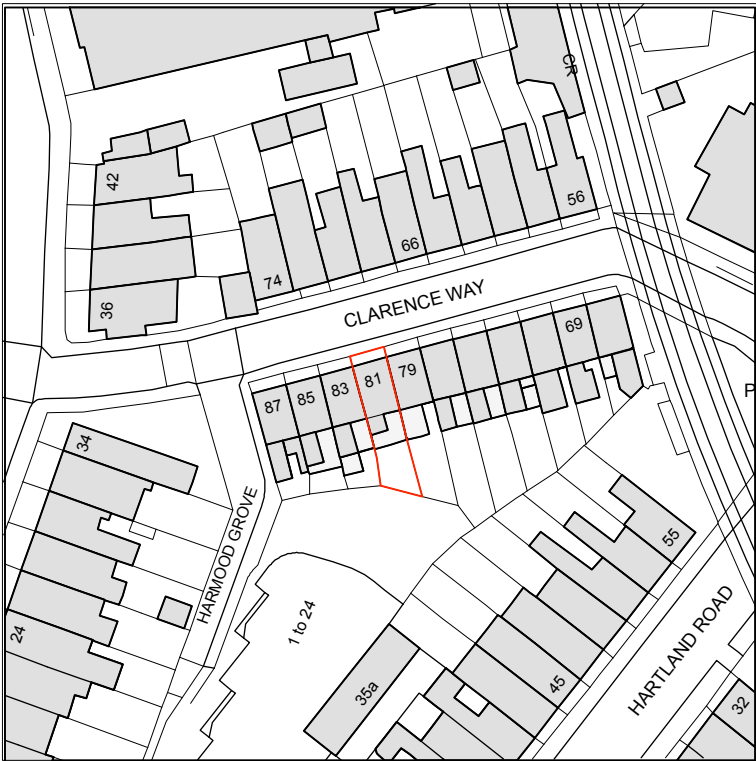 CR
42
56
66
74
36
CLARENCE WAY
69
79
81
83
85
87
P
34
HARMOOD GROVE
55
1 to 24
HARTLAND ROAD
24
45
35a
32